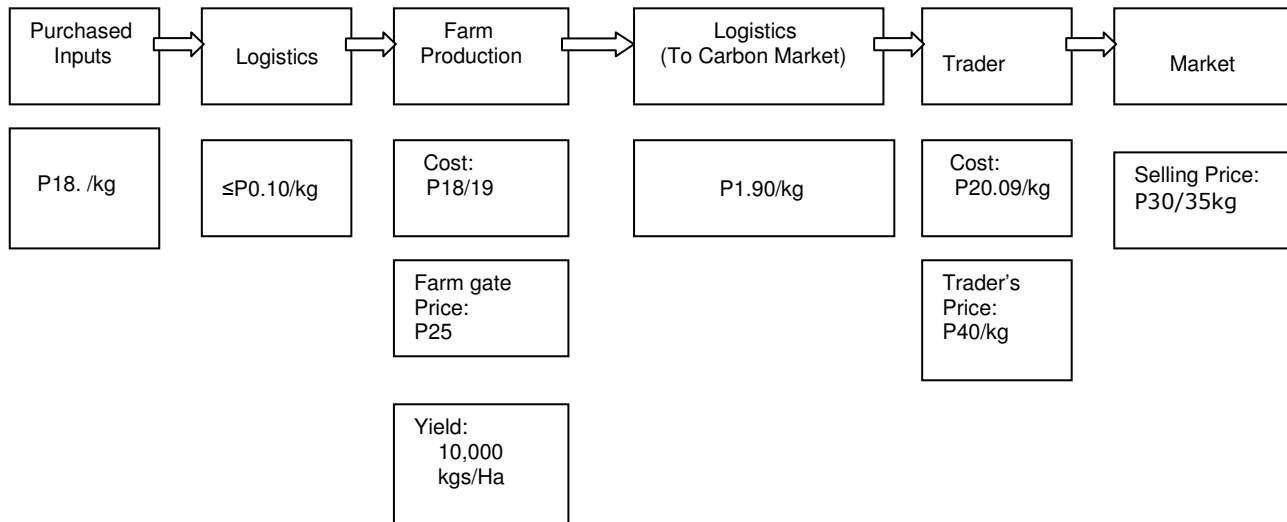 Purchased
Inputs
Logistics
Farm
Production
Logistics
(To Carbon Market)
Trader
Market
P18. /kg
≤P0.10/kg
Cost:
P18/19
P1.90/kg
Cost:
P20.09/kg
Selling Price:
P30/35kg
Farm gate
Price:
P25
Trader's
Price:
P40/kg
Yield:
10,000
kgs/Ha